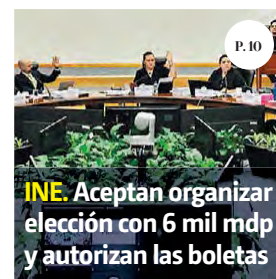 P. 10
INE. Aceptan organizar
elección con 6 mil mdp
y autorizan las boletas